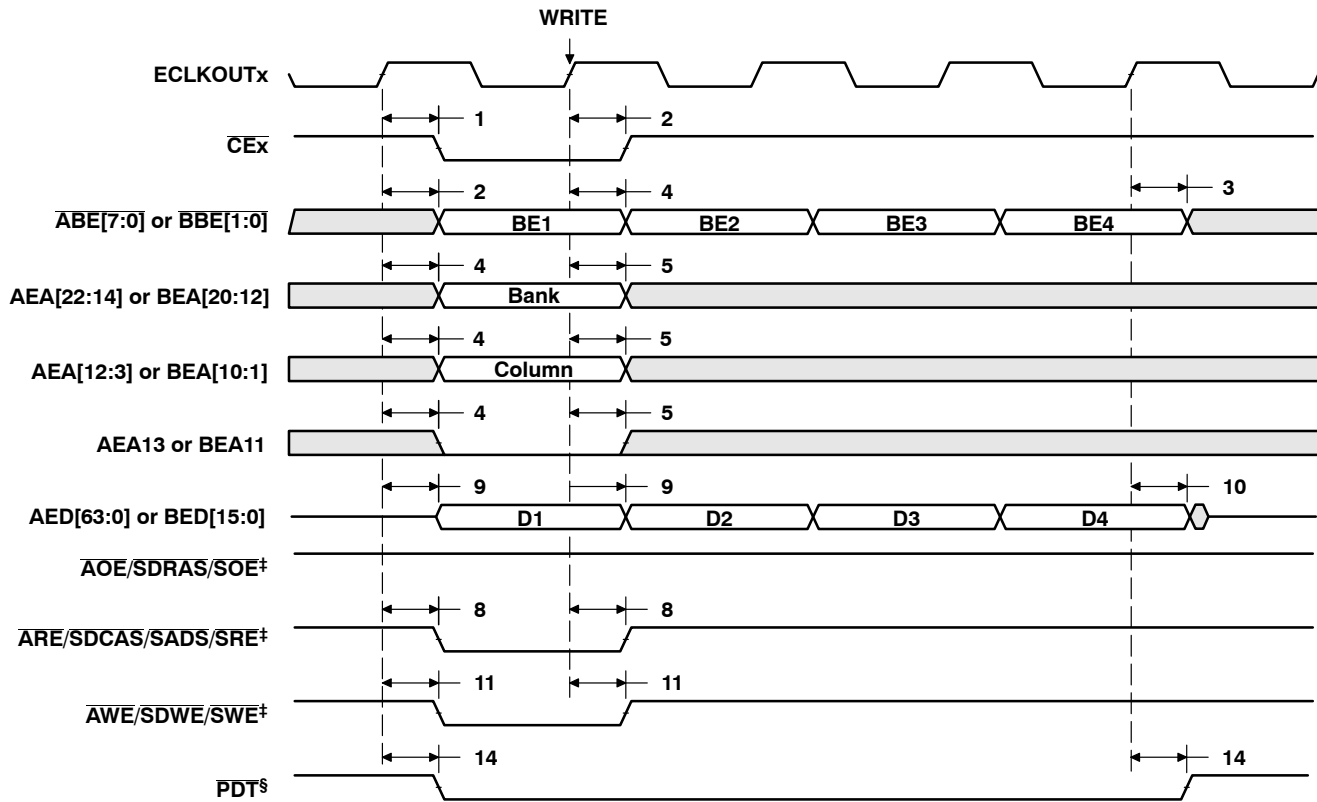 WRITE
ECLKOUTx
1 2
CEx
2 4 3
ABE[7:0] or BBE[1:0] BE1 BE2 BE3 BE4
4 5
AEA[22:14] or BEA[20:12] Bank
4 5
AEA[12:3] or BEA[10:1] Column
4 5
AEA13 or BEA11
9 9 10
AED[63:0] or BED[15:0] D1 D2 D3 D4
AOE/SDRAS/SOE‡
8 8
ARE/SDCAS/SADS/SRE‡
11 11
AWE/SDWE/SWE‡
14 14
PDT§